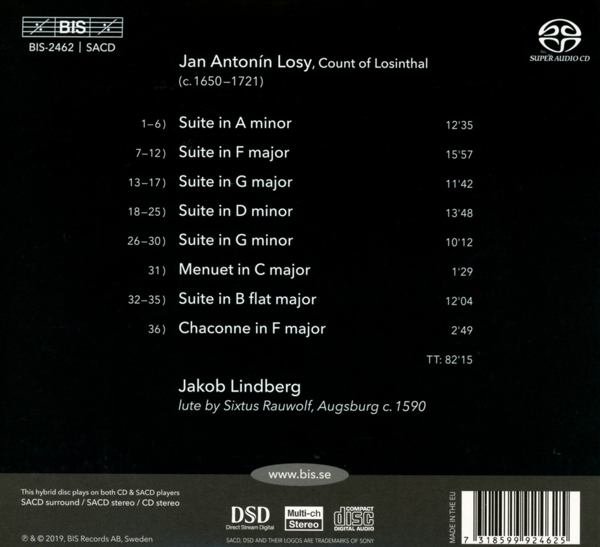 BIS
BIS-2462 | SACD
SUPER AUDIO CD
Jan Antonín Losy, Count of Losinthal
(c. 1650–1721)
1–6) Suite in A minor 12'35
7–12) Suite in F major 15'57
13–17) Suite in G major 11'42
18–25) Suite in D minor 13'48
26–30) Suite in G minor 10'12
31) Menuet in C major 1'29
32–35) Suite in B flat major 12'04
36) Chaconne in F major 2'49
TT: 82'15
Jakob Lindberg
lute by Sixtus Rauwolf, Augsburg c. 1590
www.bis.se
This hybrid disc plays on both CD & SACD players
SACD surround / SACD stereo / CD stereo
DSD
Direct Stream Digital
Multi-ch
Stereo
COMPACT
disc
DIGITAL AUDIO
MADE IN THE EU
7 318599 924625
℗ & © 2019, BIS Records AB, Sweden
SACD, DSD AND THEIR LOGOS ARE TRADEMARKS OF SONY